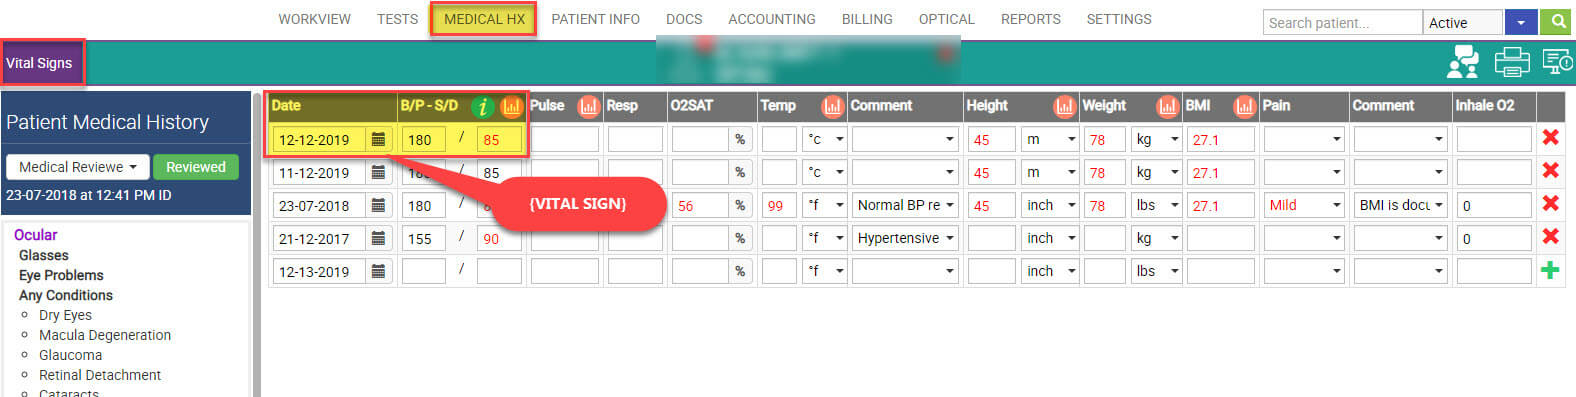 WORKVIEW TESTS MEDICAL HX PATIENT INFO DOCS ACCOUNTING BILLING OPTICAL REPORTS SETTINGS Search patient... Active
Vital Signs
Patient Medical History
Medical Reviewe Reviewed
23-07-2018 at 12:41 PM ID
Ocular
Glasses
Eye Problems
Any Conditions
Dry Eyes
Macula Degeneration
Glaucoma
Retinal Detachment
Cataracts
Date B/P - S/D i Pulse Resp O2SAT Temp Comment Height Weight BMI Pain Comment Inhale O2
12-12-2019 180 / 85 % °c 45 m 78 kg 27.1
11-12-2019 / 85 % °c 45 m 78 kg 27.1
23-07-2018 180 / 56 % 99 °f Normal BP re 45 inch 78 lbs 27.1 Mild BMI is docu 0
21-12-2017 155 / 90 % °f Hypertensive inch kg 0
12-13-2019 / % °f inch lbs
{VITAL SIGN}